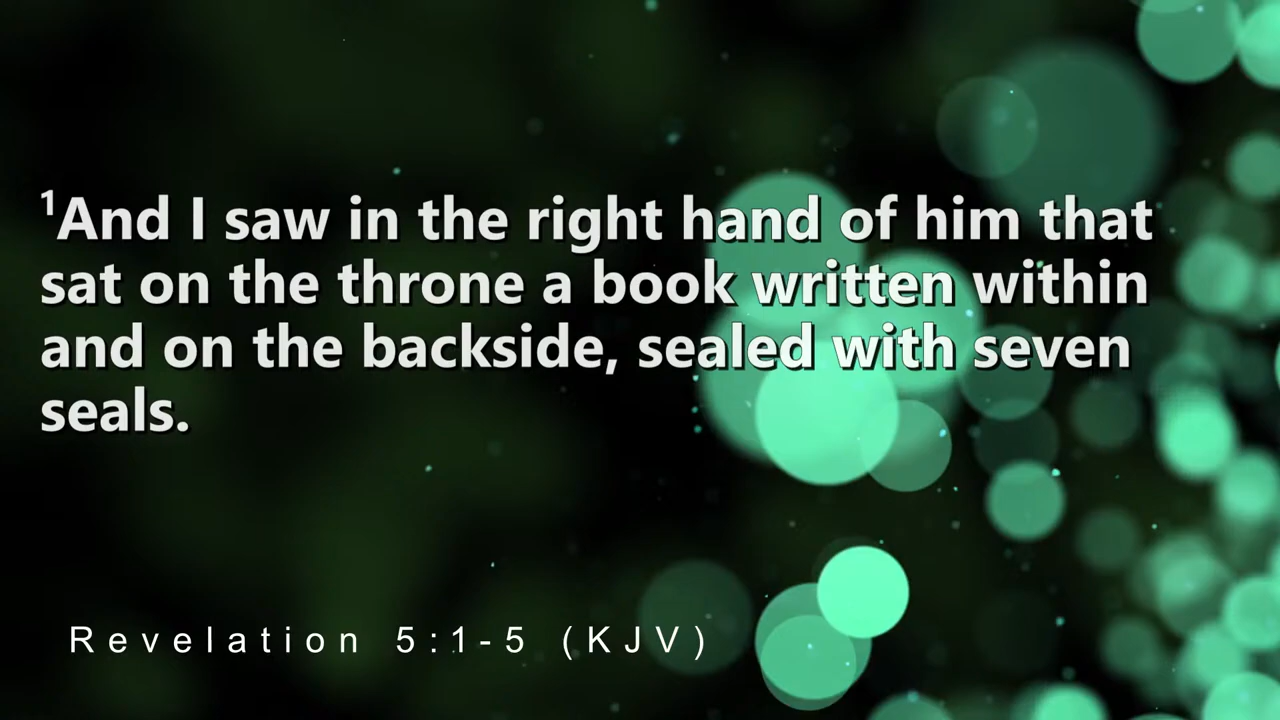 ¹And I saw in the right hand of him that
sat on the throne a book written within
and on the backside, sealed with seven
seals.
Revelation 5:1-5 (KJV)